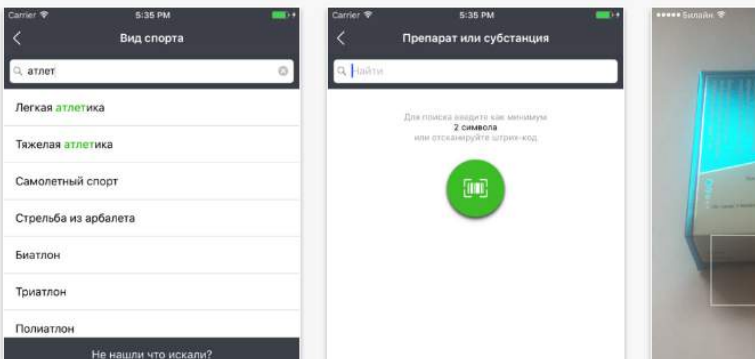 Carrier
5:35 PM
Вид спорта
атлет
Легкая атлетика
Тяжелая атлетика
Самолетный спорт
Стрельба из арбалета
Биатлон
Триатлон
Полиатлон
Не нашли что искали?
Carrier
5:35 PM
Препарат или субстанция
Найти
Для поиска введите как минимум
2 символа
или отсканируйте штрих-код
Билайн